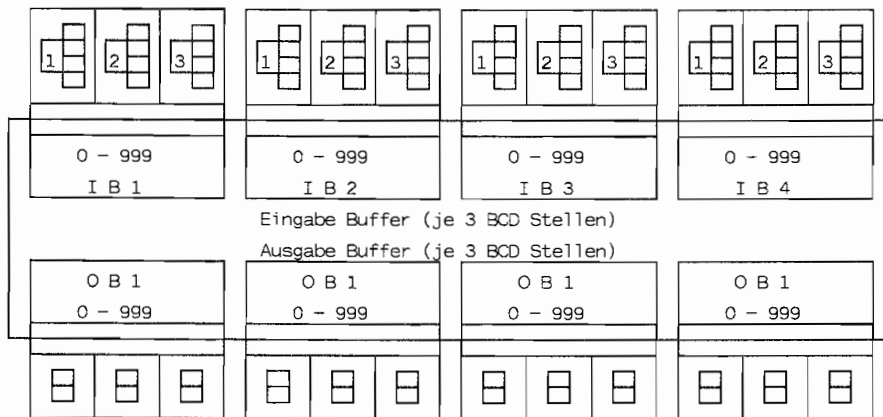 1 2 3 1 2 3 1 2 3 1 2 3
0 - 999 0 - 999 0 - 999 0 - 999
I B 1 I B 2 I B 3 I B 4
Eingabe Buffer (je 3 BCD Stellen)
Ausgabe Buffer (je 3 BCD Stellen)
O B 1 O B 1 O B 1 O B 1
0 - 999 0 - 999 0 - 999 0 - 999